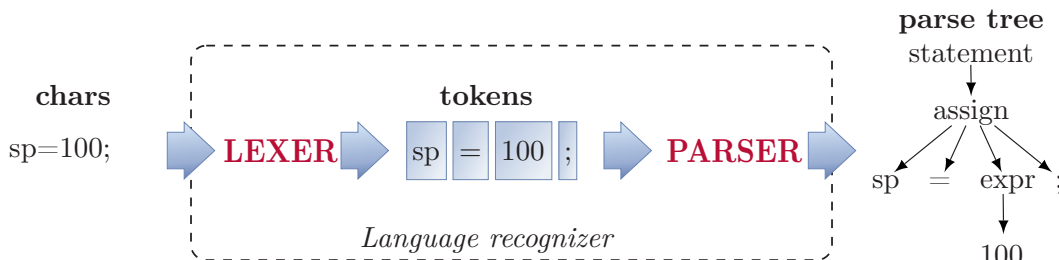 chars
sp=100;
LEXER
tokens
sp = 100 ;
PARSER
Language recognizer
parse tree
statement
assign
sp = expr ;
100